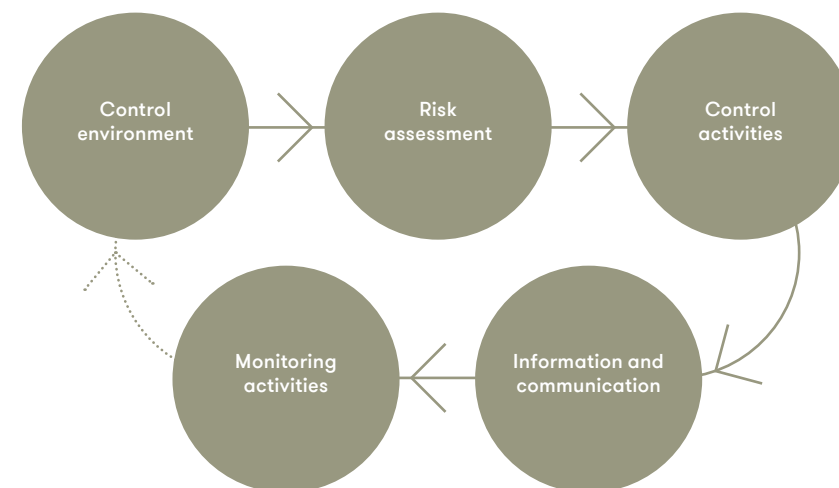 Control
environment
Risk
assessment
Control
activities
Monitoring
activities
Information and
communication